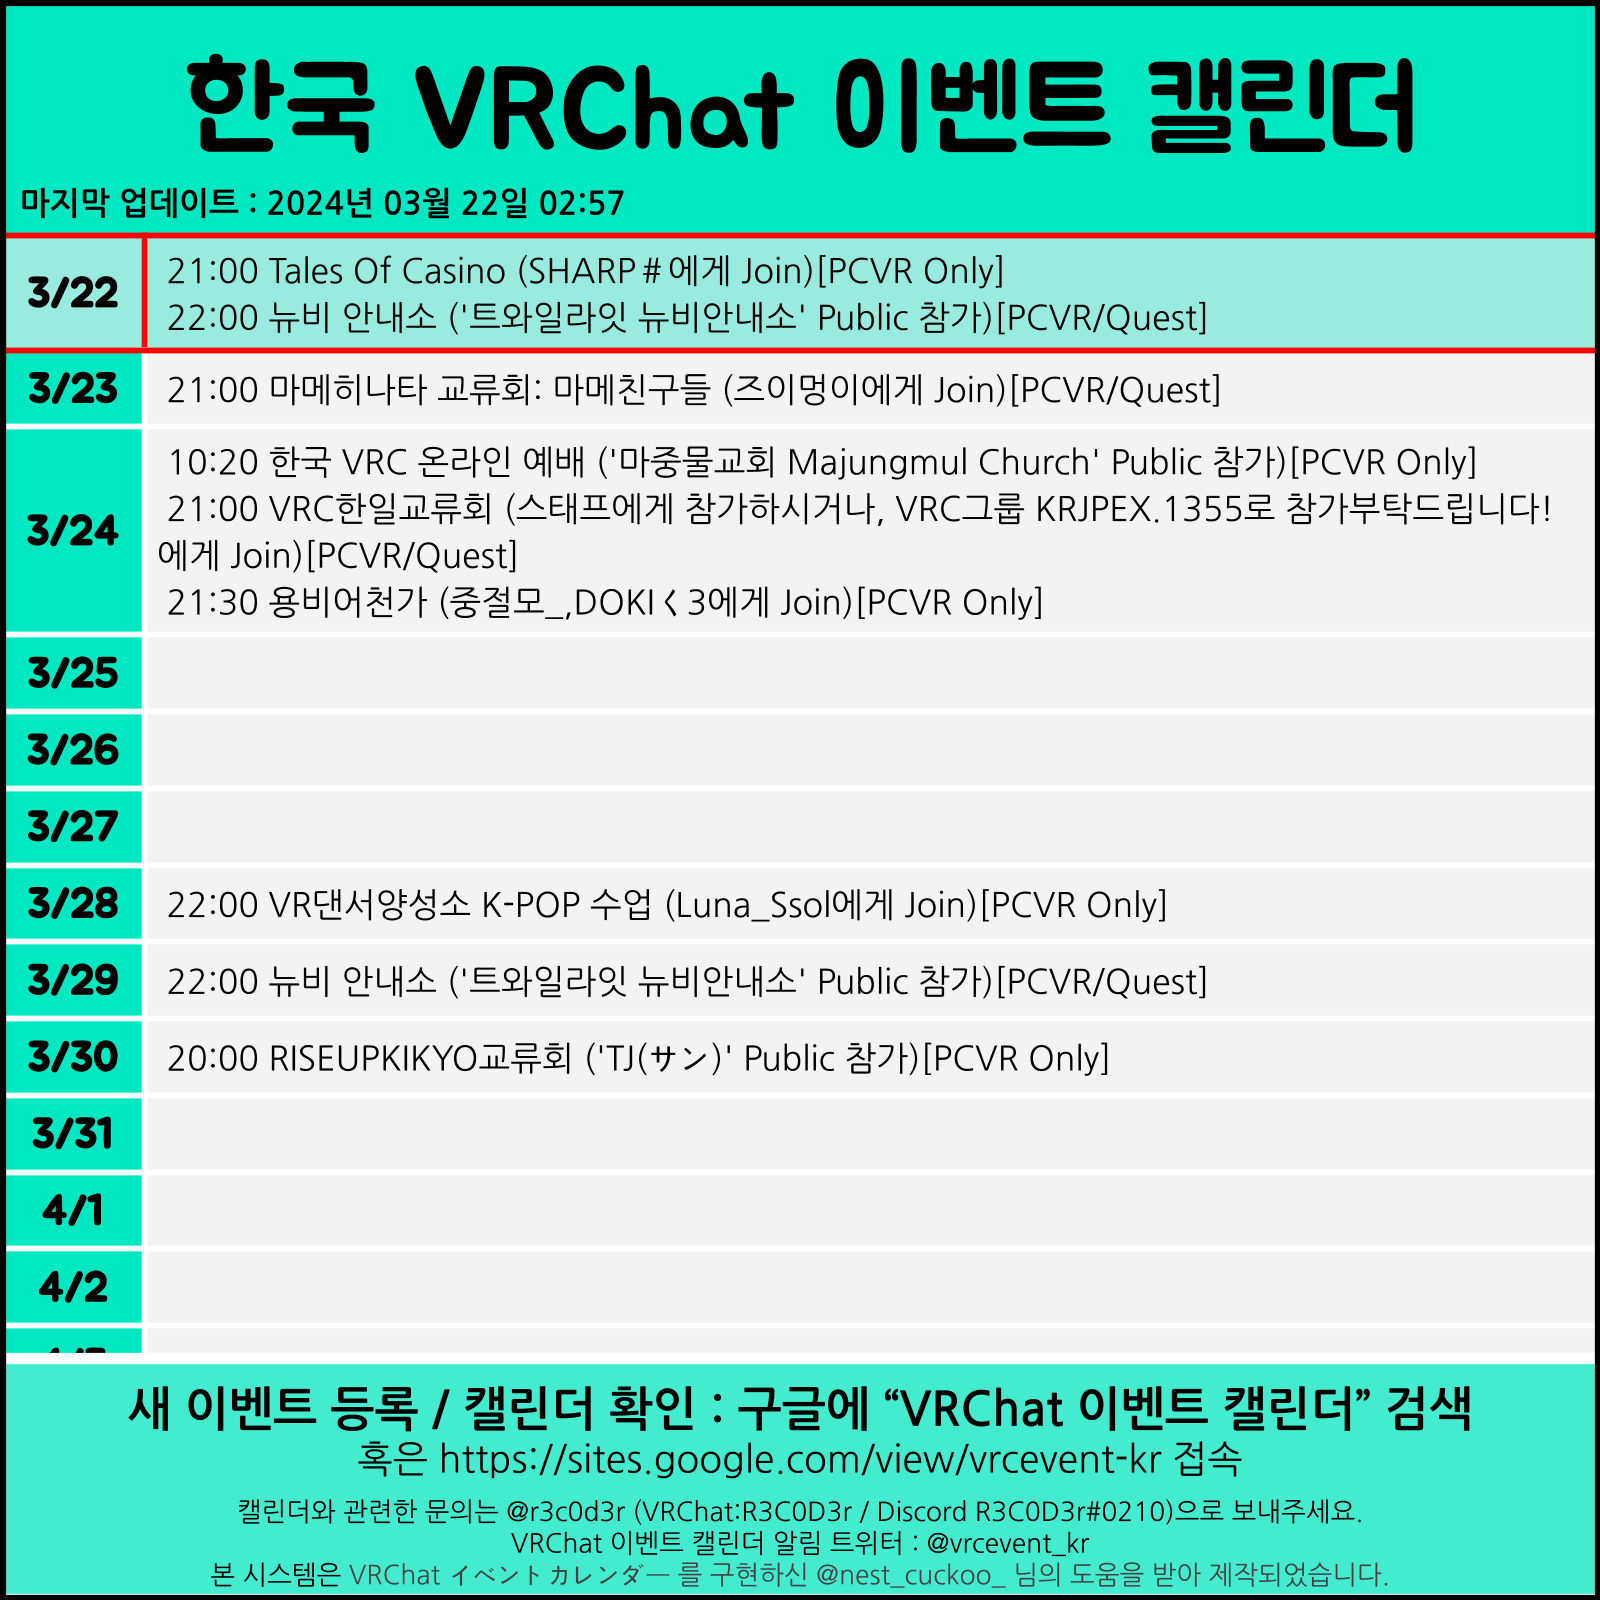 한국 VRChat 이벤트 캘린더
마지막 업데이트 : 2024년 03월 22일 02:57
3/22
21:00 Tales Of Casino (SHARP＃에게 Join)[PCVR Only]
22:00 뉴비 안내소 ('트와일라잇 뉴비안내소' Public 참가)[PCVR/Quest]
3/23
21:00 마메히나타 교류회: 마메친구들 (즈이멍이에게 Join)[PCVR/Quest]
3/24
10:20 한국 VRC 온라인 예배 ('마중물교회 Majungmul Church' Public 참가)[PCVR Only]
21:00 VRC한일교류회 (스태프에게 참가하시거나, VRC그룹 KRJPEX.1355로 참가부탁드립니다!
에게 Join)[PCVR/Quest]
21:30 용비어천가 (중절모_,DOKIく3에게 Join)[PCVR Only]
3/25
3/26
3/27
3/28
22:00 VR댄서양성소 K-POP 수업 (Luna_Ssol에게 Join)[PCVR Only]
3/29
22:00 뉴비 안내소 ('트와일라잇 뉴비안내소' Public 참가)[PCVR/Quest]
3/30
20:00 RISEUPKIKYO교류회 ('TJ(サン)' Public 참가)[PCVR Only]
3/31
4/1
4/2
새 이벤트 등록 / 캘린더 확인 : 구글에 “VRChat 이벤트 캘린더” 검색
혹은 https://sites.google.com/view/vrcevent-kr 접속
캘린더와 관련한 문의는 @r3c0d3r (VRChat:R3C0D3r / Discord R3C0D3r#0210)으로 보내주세요.
VRChat 이벤트 캘린더 알림 트위터 : @vrcevent_kr
본 시스템은 VRChat イベントカレンダー 를 구현하신 @nest_cuckoo_ 님의 도움을 받아 제작되었습니다.